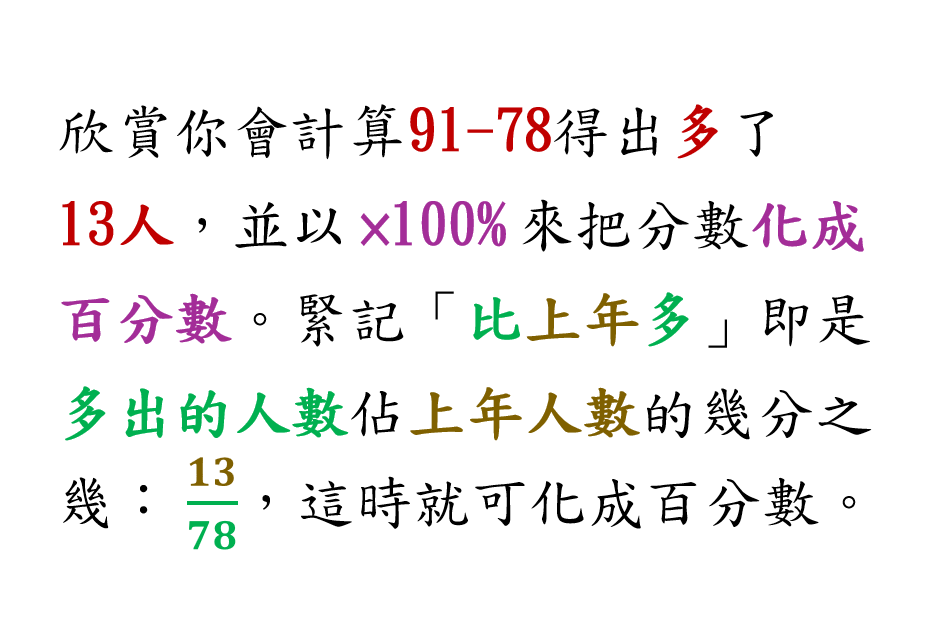 欣賞你會計算91-78得出多了
13人，並以×100%來把分數化成
百分數。緊記「比上年多」即是
多出的人數佔上年人數的幾分之
幾：13/78，這時就可化成百分數。